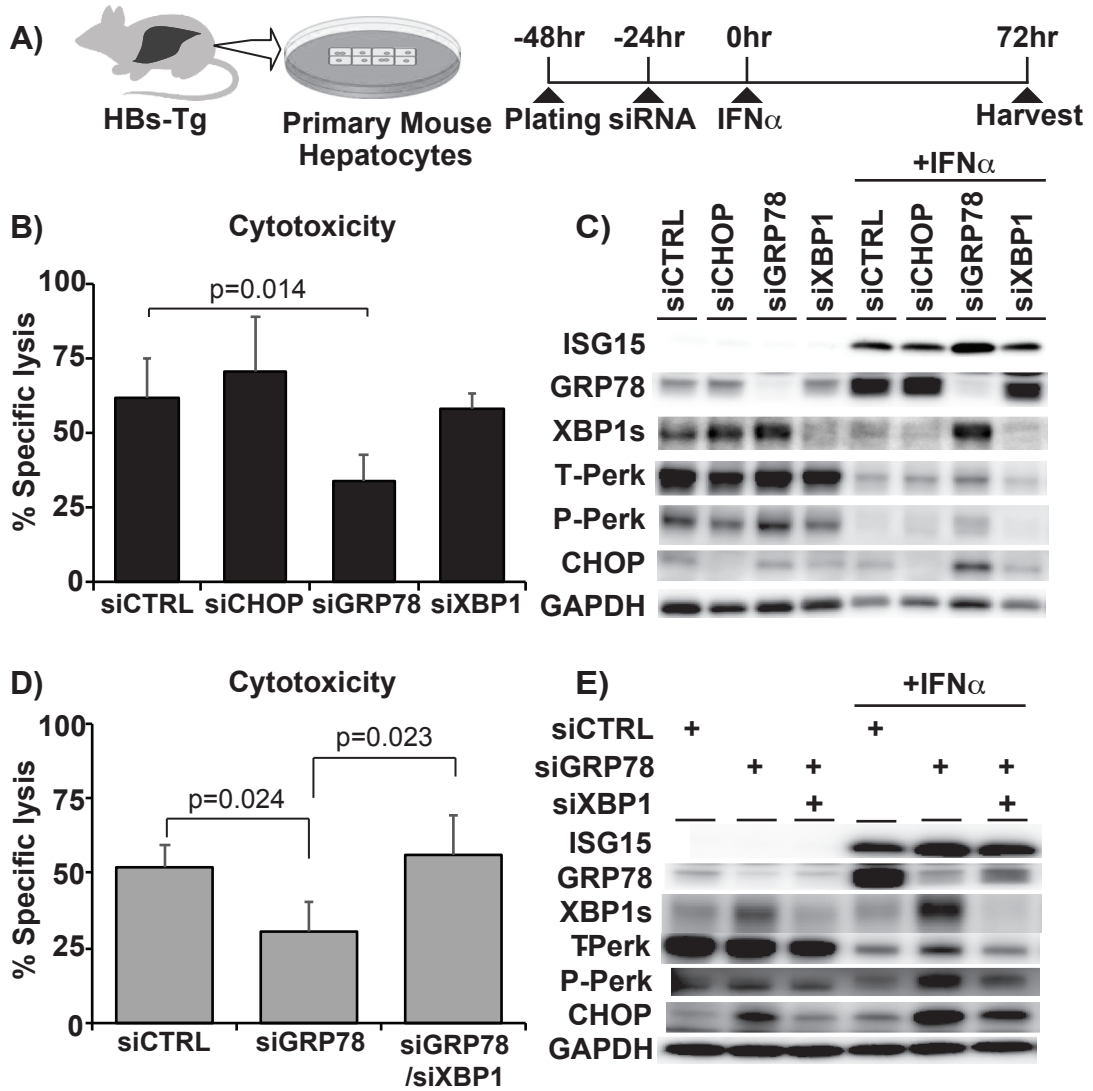 A)
-48hr -24hr 0hr 72hr
Plating siRNA IFNα Harvest
HBs-Tg
Primary Mouse
Hepatocytes
B)
Cytotoxicity
p=0.014
% Specific lysis
100
75
50
25
0
siCTRL siCHOP siGRP78 siXBP1
C)
+IFNα
siCTRL siCHOP siGRP78 siXBP1 siCTRL siCHOP siGRP78 siXBP1
ISG15
GRP78
XBP1s
T-Perk
P-Perk
CHOP
GAPDH
D)
Cytotoxicity
p=0.023
p=0.024
% Specific lysis
100
75
50
25
0
siCTRL siGRP78 siGRP78
/siXBP1
E)
+IFNα
siCTRL + +
siGRP78 + + + +
siXBP1 + +
ISG15
GRP78
XBP1s
T-Perk
P-Perk
CHOP
GAPDH